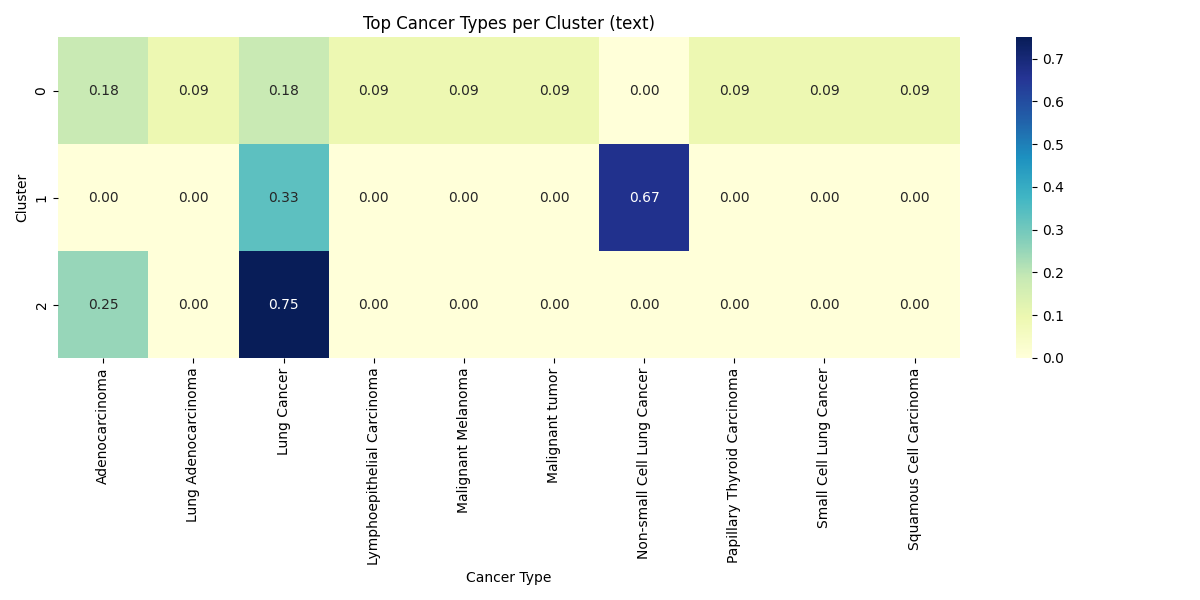 Top Cancer Types per Cluster (text)
Cluster
0
0.18 0.09 0.18 0.09 0.09 0.09 0.00 0.09 0.09 0.09
1
0.00 0.00 0.33 0.00 0.00 0.00 0.67 0.00 0.00 0.00
2
0.25 0.00 0.75 0.00 0.00 0.00 0.00 0.00 0.00 0.00
Adenocarcinoma
Lung Adenocarcinoma
Lung Cancer
Lymphoepithelial Carcinoma
Malignant Melanoma
Malignant tumor
Non-small Cell Lung Cancer
Papillary Thyroid Carcinoma
Small Cell Lung Cancer
Squamous Cell Carcinoma
Cancer Type
0.7
0.6
0.5
0.4
0.3
0.2
0.1
0.0